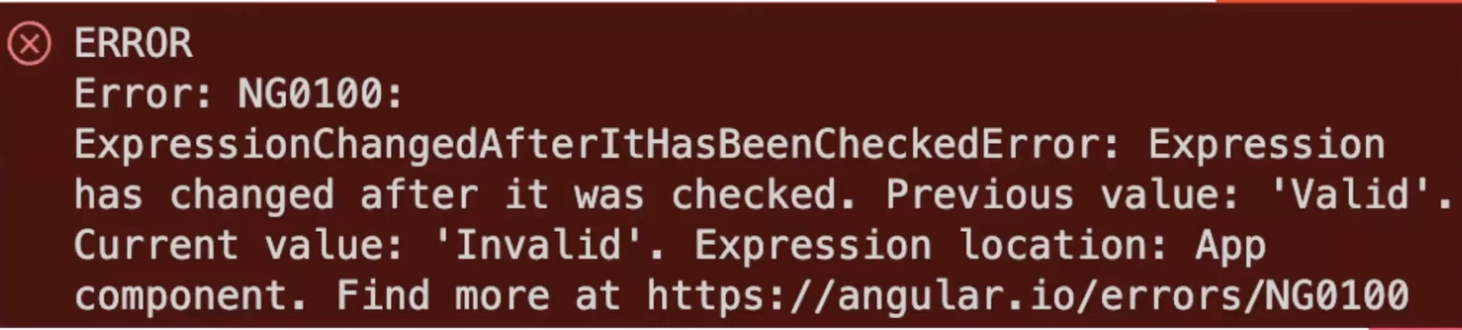 ERROR
Error: NG0100:
ExpressionChangedAfterItHasBeenCheckedError: Expression
has changed after it was checked. Previous value: 'Valid'.
Current value: 'Invalid'. Expression location: App
component. Find more at https://angular.io/errors/NG0100